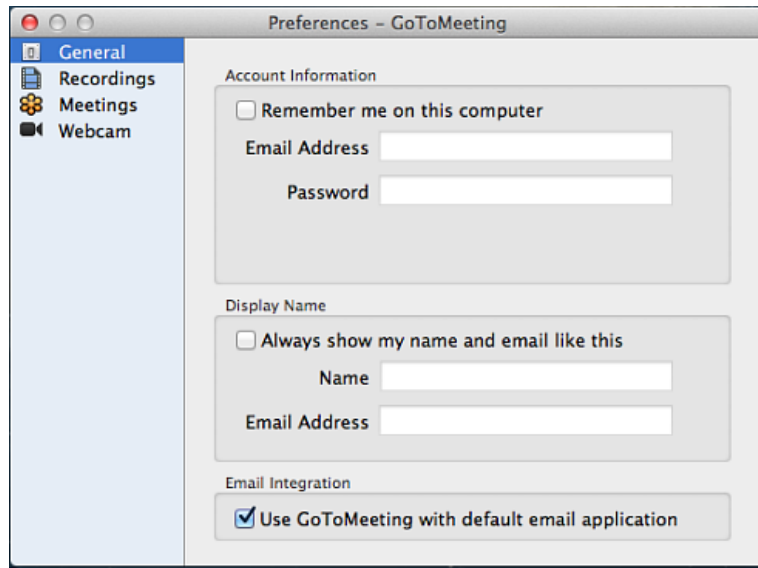 Preferences – GoToMeeting
General
Recordings
Meetings
Webcam
Account Information
Remember me on this computer
Email Address
Password
Display Name
Always show my name and email like this
Name
Email Address
Email Integration
Use GoToMeeting with default email application